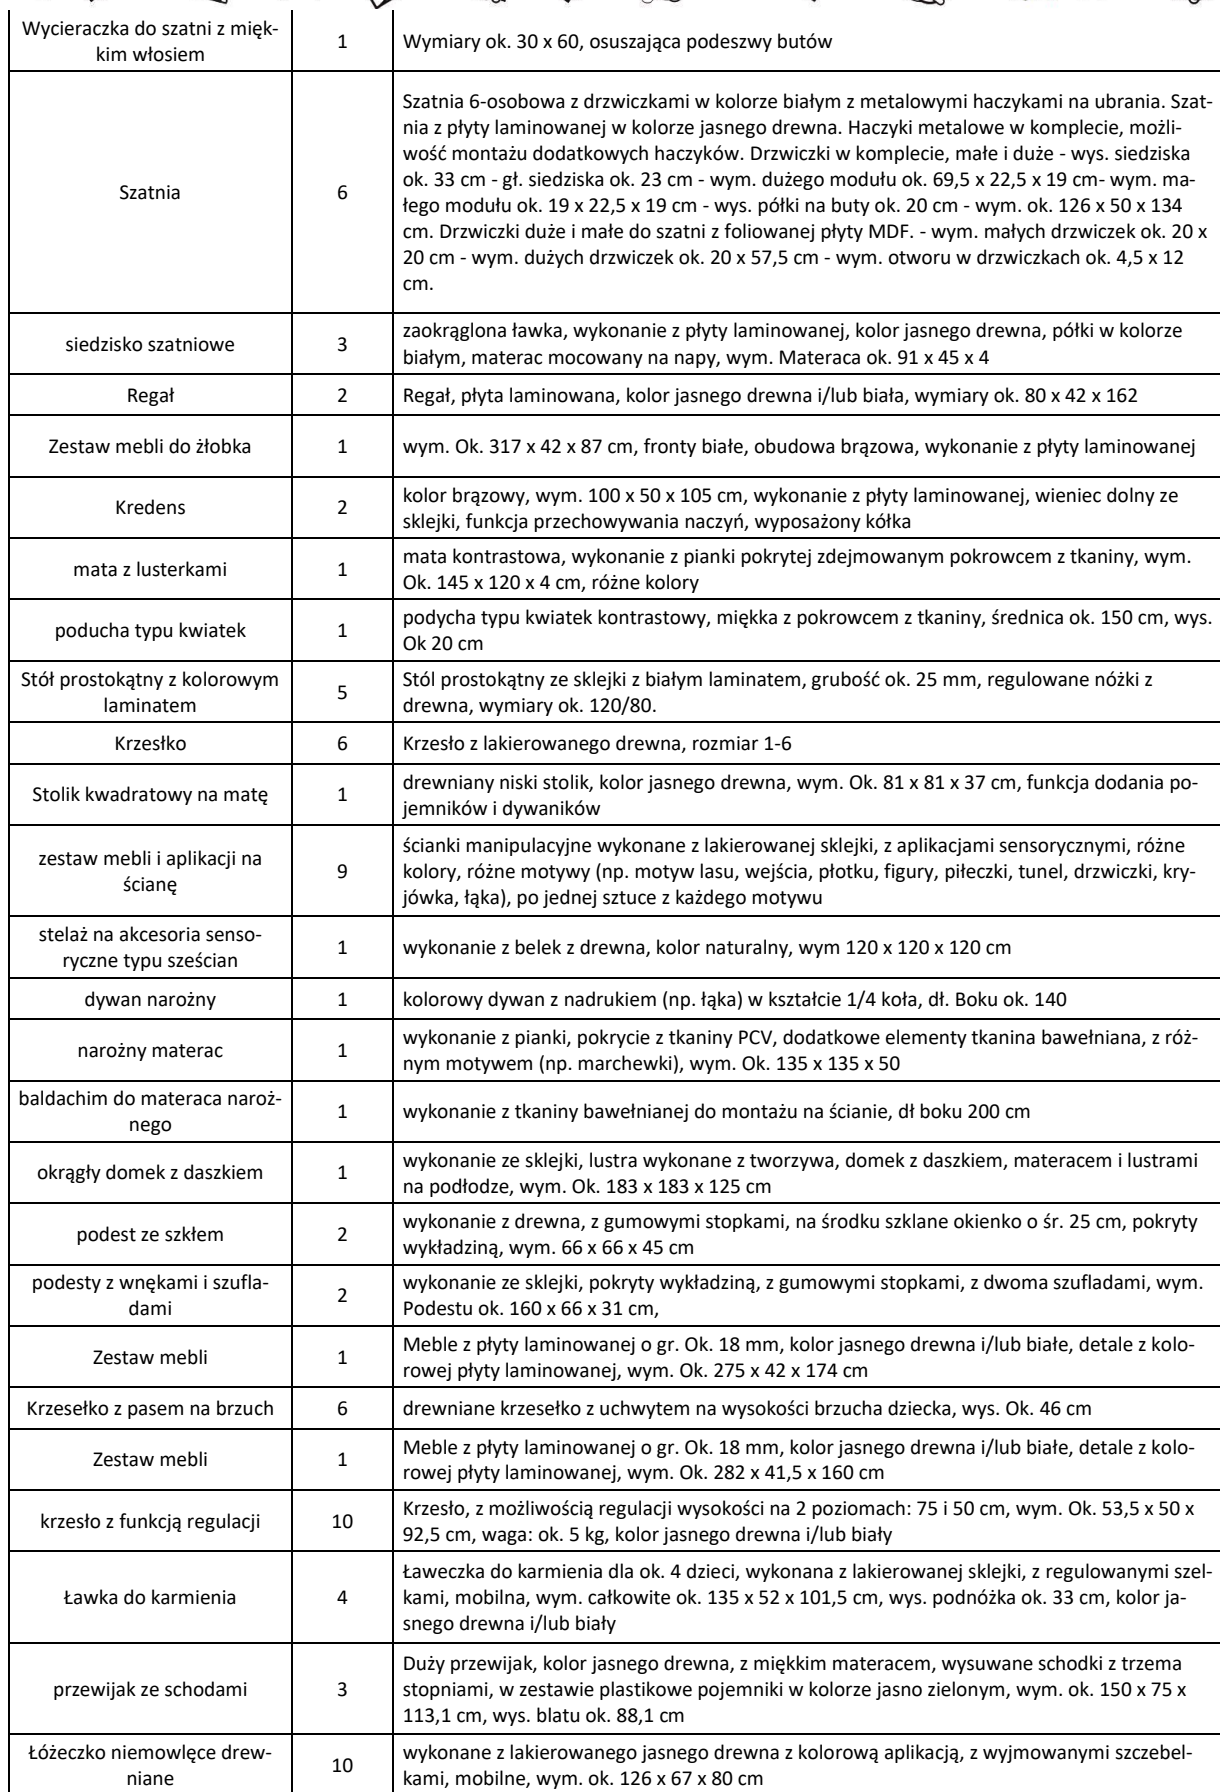 Wycieraczka do szatni z mięk-
kim włosiem
1
Wymiary ok. 30 x 60, osuszająca podeszwy butów
Szatnia
6
Szatnia 6-osobowa z drzwiczkami w kolorze białym z metalowymi haczykami na ubrania. Szat-
nia z płyty laminowanej w kolorze jasnego drewna. Haczyki metalowe w komplecie, możli-
wość montażu dodatkowych haczyków. Drzwiczki w komplecie, małe i duże - wys. siedziska
ok. 33 cm - gł. siedziska ok. 23 cm - wym. dużego modułu ok. 69,5 x 22,5 x 19 cm- wym. ma-
łego modułu ok. 19 x 22,5 x 19 cm - wys. półki na buty ok. 20 cm - wym. ok. 126 x 50 x 134
cm. Drzwiczki duże i małe do szatni z foliowanej płyty MDF. - wym. małych drzwiczek ok. 20 x
20 cm - wym. dużych drzwiczek ok. 20 x 57,5 cm - wym. otworu w drzwiczkach ok. 4,5 x 12
cm.
siedzisko szatniowe
3
zaokrąglona ławka, wykonanie z płyty laminowanej, kolor jasnego drewna, półki w kolorze
białym, materac mocowany na napy, wym. Materaca ok. 91 x 45 x 4
Regał
2
Regał, płyta laminowana, kolor jasnego drewna i/lub biała, wymiary ok. 80 x 42 x 162
Zestaw mebli do żłobka
1
wym. Ok. 317 x 42 x 87 cm, fronty białe, obudowa brązowa, wykonanie z płyty laminowanej
Kredens
2
kolor brązowy, wym. 100 x 50 x 105 cm, wykonanie z płyty laminowanej, wieniec dolny ze
sklejki, funkcja przechowywania naczyń, wyposażony kółka
mata z lusterkami
1
mata kontrastowa, wykonanie z pianki pokrytej zdejmowanym pokrowcem z tkaniny, wym.
Ok. 145 x 120 x 4 cm, różne kolory
poducha typu kwiatek
1
podycha typu kwiatek kontrastowy, miękka z pokrowcem z tkaniny, średnica ok. 150 cm, wys.
Ok 20 cm
Stół prostokątny z kolorowym
laminatem
5
Stól prostokątny ze sklejki z białym laminatem, grubość ok. 25 mm, regulowane nóżki z
drewna, wymiary ok. 120/80.
Krzesłko
6
Krzesło z lakierowanego drewna, rozmiar 1-6
Stolik kwadratowy na matę
1
drewniany niski stolik, kolor jasnego drewna, wym. Ok. 81 x 81 x 37 cm, funkcja dodania po-
jemników i dywaników
zestaw mebli i aplikacji na
ścianę
9
ścianki manipulacyjne wykonane z lakierowanej sklejki, z aplikacjami sensorycznymi, różne
kolory, różne motywy (np. motyw lasu, wejścia, płotku, figury, piłeczki, tunel, drzwiczki, kry-
jówka, łąka), po jednej sztuce z każdego motywu
stelaż na akcesoria senso-
ryczne typu sześcian
1
wykonanie z belek z drewna, kolor naturalny, wym 120 x 120 x 120 cm
dywan narożny
1
kolorowy dywan z nadrukiem (np. łąka) w kształcie 1/4 koła, dł. Boku ok. 140
narożny materac
1
wykonanie z pianki, pokrycie z tkaniny PCV, dodatkowe elementy tkanina bawełniana, z róż-
nym motywem (np. marchewki), wym. Ok. 135 x 135 x 50
baldachim do materaca naroż-
nego
1
wykonanie z tkaniny bawełnianej do montażu na ścianie, dł boku 200 cm
okrągły domek z daszkiem
1
wykonanie ze sklejki, lustra wykonane z tworzywa, domek z daszkiem, materacem i lustrami
na podłodze, wym. Ok. 183 x 183 x 125 cm
podest ze szkłem
2
wykonanie z drewna, z gumowymi stopkami, na środku szklane okienko o śr. 25 cm, pokryty
wykładziną, wym. 66 x 66 x 45 cm
podesty z wnękami i szufla-
dami
2
wykonanie ze sklejki, pokryty wykładziną, z gumowymi stopkami, z dwoma szufladami, wym.
Podestu ok. 160 x 66 x 31 cm,
Zestaw mebli
1
Meble z płyty laminowanej o gr. Ok. 18 mm, kolor jasnego drewna i/lub białe, detale z kolo-
rowej płyty laminowanej, wym. Ok. 275 x 42 x 174 cm
Krzesełko z pasem na brzuch
6
drewniane krzesełko z uchwytem na wysokości brzucha dziecka, wys. Ok. 46 cm
Zestaw mebli
1
Meble z płyty laminowanej o gr. Ok. 18 mm, kolor jasnego drewna i/lub białe, detale z kolo-
rowej płyty laminowanej, wym. Ok. 282 x 41,5 x 160 cm
krzesło z funkcją regulacji
10
Krzesło, z możliwością regulacji wysokości na 2 poziomach: 75 i 50 cm, wym. Ok. 53,5 x 50 x
92,5 cm, waga: ok. 5 kg, kolor jasnego drewna i/lub biały
Ławka do karmienia
4
Ławeczka do karmienia dla ok. 4 dzieci, wykonana z lakierowanej sklejki, z regulowanymi szel-
kami, mobilna, wym. całkowite ok. 135 x 52 x 101,5 cm, wys. podnóżka ok. 33 cm, kolor ja-
snego drewna i/lub biały
przewijak ze schodami
3
Duży przewijak, kolor jasnego drewna, z miękkim materacem, wysuwane schodki z trzema
stopniami, w zestawie plastikowe pojemniki w kolorze jasno zielonym, wym. ok. 150 x 75 x
113,1 cm, wys. blatu ok. 88,1 cm
Łóżeczko niemowlęce drew-
niane
10
wykonane z lakierowanego jasnego drewna z kolorową aplikacją, z wyjmowanymi szczebel-
kami, mobilne, wym. ok. 126 x 67 x 80 cm